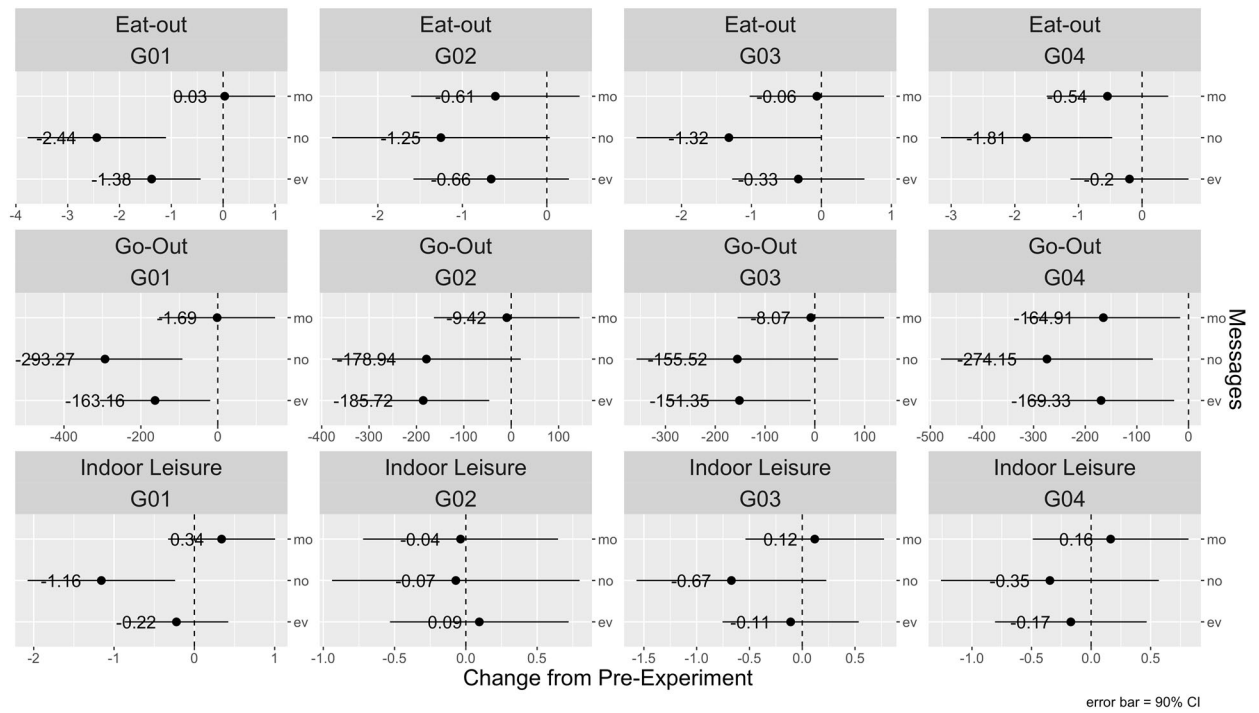 Eat-out Eat-out Eat-out Eat-out
G01 G02 G03 G04
0.03 mo -0.61 mo -0.06 mo -0.54 mo
-2.44 no -1.25 no -1.32 no -1.81 no
-1.38 ev -0.66 ev -0.33 ev -0.2 ev
-4 -3 -2 -1 0 1 -2 -1 0 -2 -1 0 1 -3 -2 -1 0
Go-Out Go-Out Go-Out Go-Out
G01 G02 G03 G04
-1.69 mo -9.42 mo -8.07 mo -164.91 mo
-293.27 no -178.94 no -155.52 no -274.15 no
-163.16 ev -185.72 ev -151.35 ev -169.33 ev
-400 -200 0 -400 -300 -200 -100 0 100 -300 -200 -100 0 100 -500 -400 -300 -200 -100 0
Messages
Indoor Leisure Indoor Leisure Indoor Leisure Indoor Leisure
G01 G02 G03 G04
0.34 mo -0.04 mo 0.12 mo 0.16 mo
-1.16 no -0.07 no -0.67 no -0.35 no
-0.22 ev 0.09 ev -0.11 ev -0.17 ev
-2 -1 0 1 -1.0 -0.5 0.0 0.5 -1.5 -1.0 -0.5 0.0 0.5 -1.0 -0.5 0.0 0.5
Change from Pre-Experiment
error bar = 90% CI